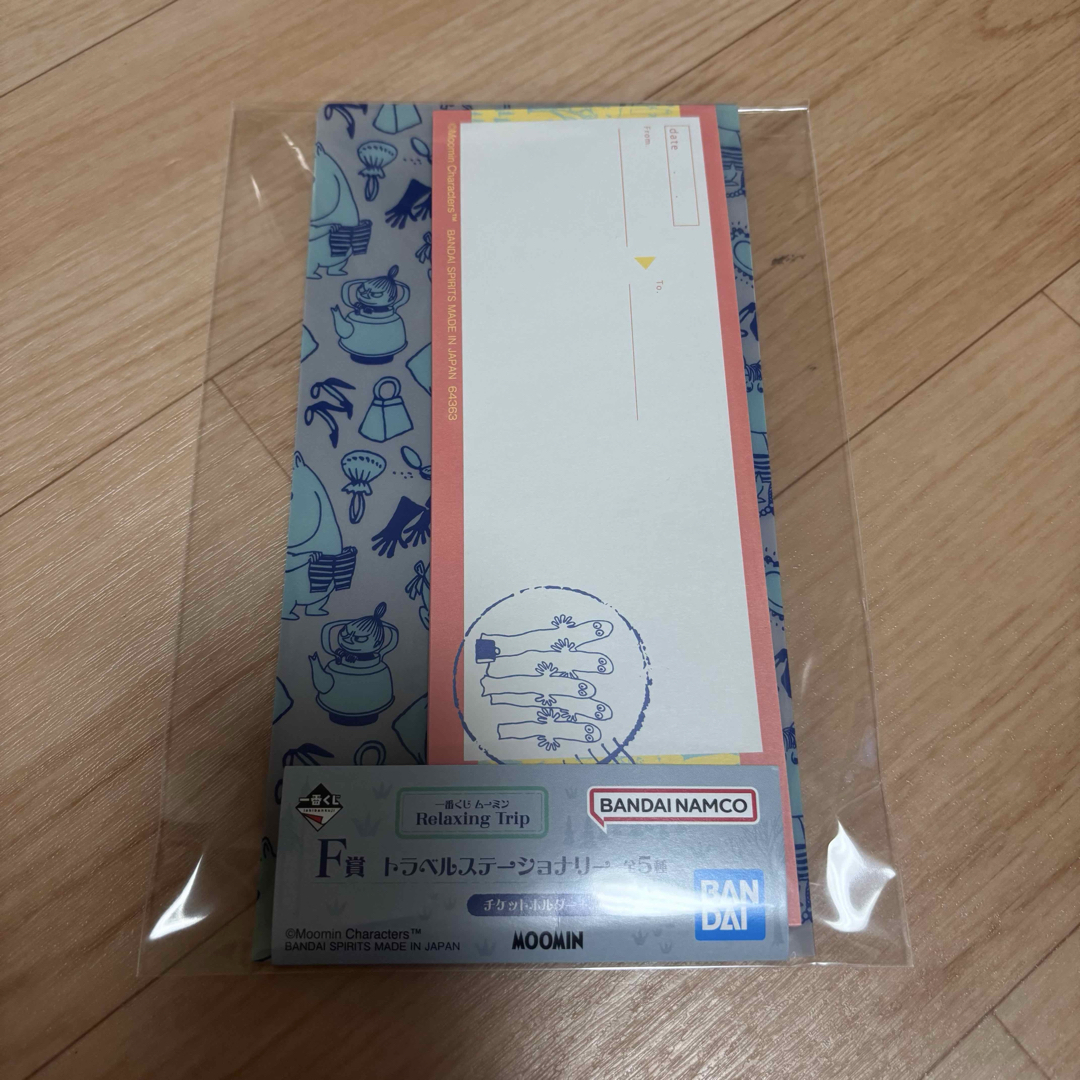 date
From.
To.
©Moomin Characters™ BANDAI SPIRITS MADE IN JAPAN 64363
一番くじ
一番くじ ムーミン
Relaxing Trip
BANDAI NAMCO
F賞 トラベルステーショナリー 全5種
チケットホルダー
BAN
DAI
©Moomin Characters™
BANDAI SPIRITS MADE IN JAPAN
MOOMIN